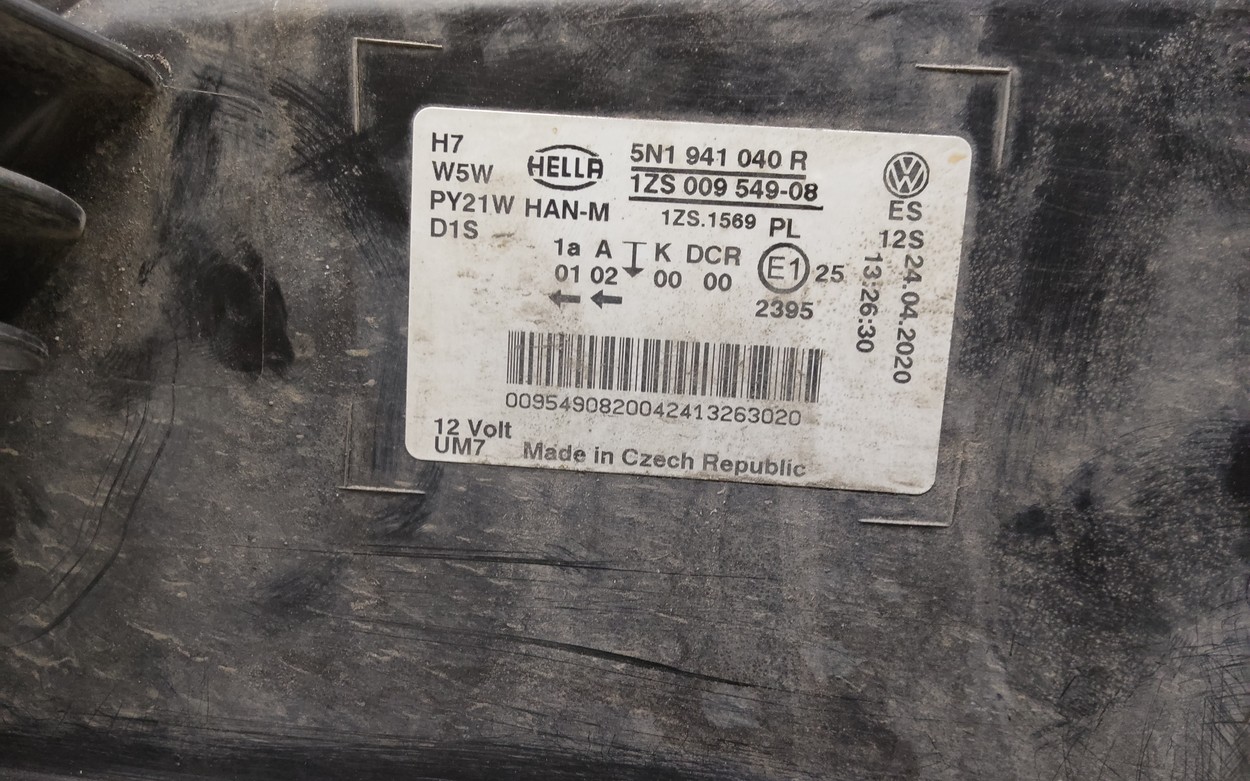 H7
W5W
PY21W
D1S
HELLA
HAN-M
5N1 941 040 R
1ZS 009 549-08
1ZS.1569 PL
1a A K DCR
01 02 00 00
E1 25
2395
ES
12S
24.04.2020
13:26:30
0095490820042413263020
12 Volt
UM7
Made in Czech Republic